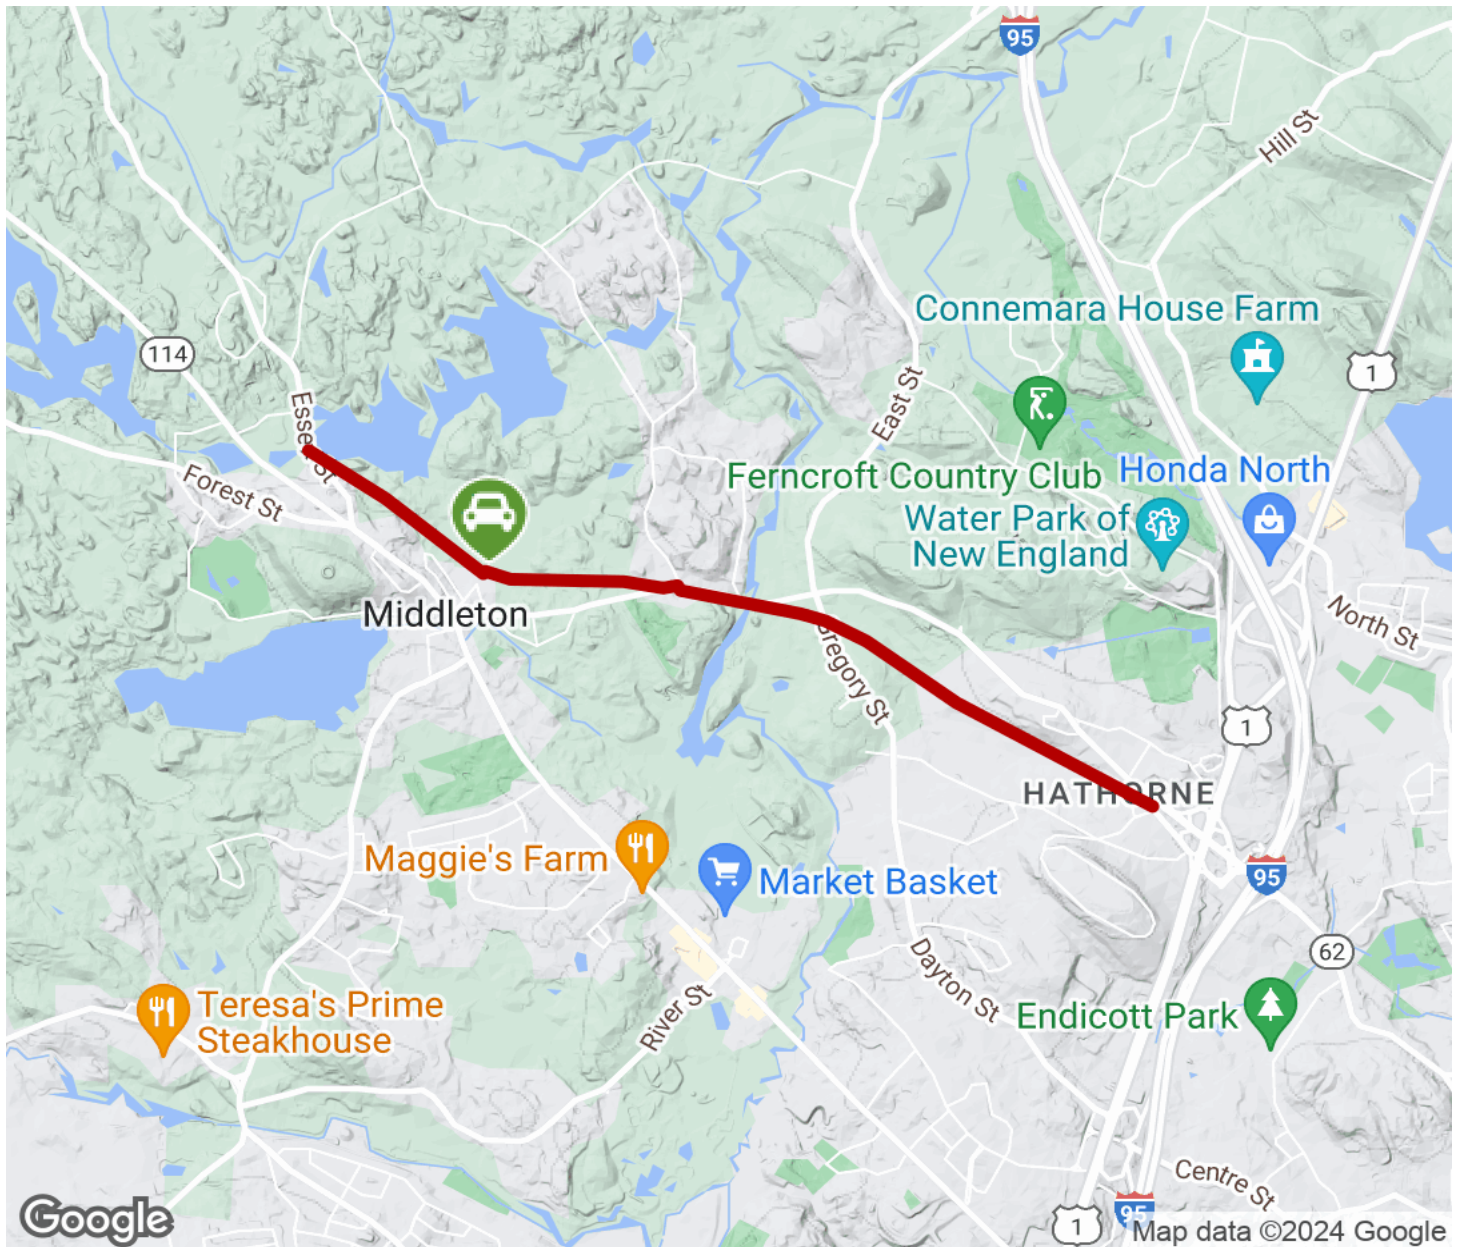 95
Hill St
Connemara House Farm
114
1
East St
Essex St
Ferncroft Country Club
Honda North
Forest St
Water Park of
New England
Middleton
North St
Gregory St
1
HATHORNE
Maggie's Farm
Market Basket
95
62
Dayton St
Teresa's Prime
Steakhouse
River St
Endicott Park
Centre St
Google
1
95
Map data ©2024 Google